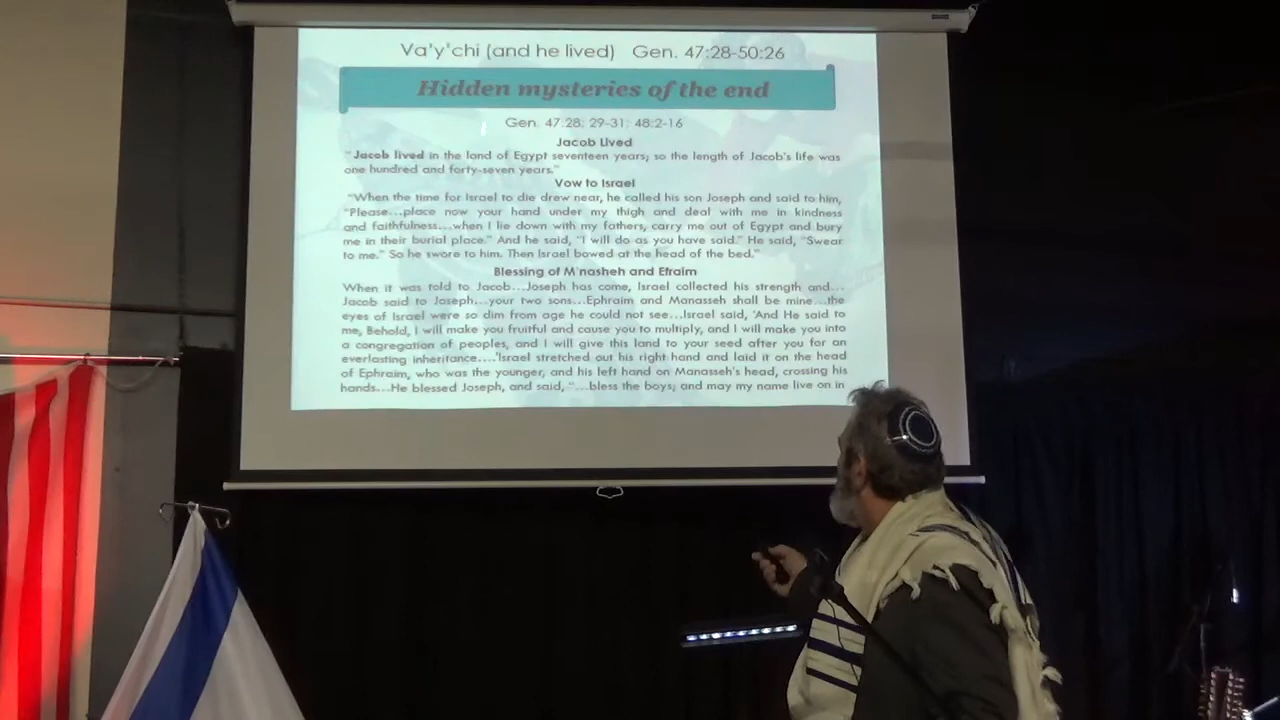 Va'y'chi (and he lived)   Gen. 47:28-50:26
Hidden mysteries of the end
Gen. 47:28; 29-31; 48:2-16
Jacob Lived
"Jacob lived in the land of Egypt seventeen years; so the length of Jacob's life was
one hundred and forty-seven years."
Vow to Israel
"When the time for Israel to die drew near, he called his son Joseph and said to him,
"Please...place now your hand under my thigh and deal with me in kindness
and faithfulness...when I lie down with my fathers, carry me out of Egypt and bury
me in their burial place." And he said, "I will do as you have said." He said, "Swear
to me." So he swore to him. Then Israel bowed at the head of the bed."
Blessing of M'nasheh and Efraim
When it was told to Jacob...Joseph has come, Israel collected his strength and...
Jacob said to Joseph...your two sons...Ephraim and Manasseh shall be mine...the
eyes of Israel were so dim from age he could not see...Israel said, 'And He said to
me, Behold, I will make you fruitful and cause you to multiply, and I will make you into
a congregation of peoples, and I will give this land to your seed after you for an
everlasting inheritance....'Israel stretched out his right hand and laid it on the head
of Ephraim, who was the younger, and his left hand on Manasseh's head, crossing his
hands...He blessed Joseph, and said, "...bless the boys; and may my name live on in